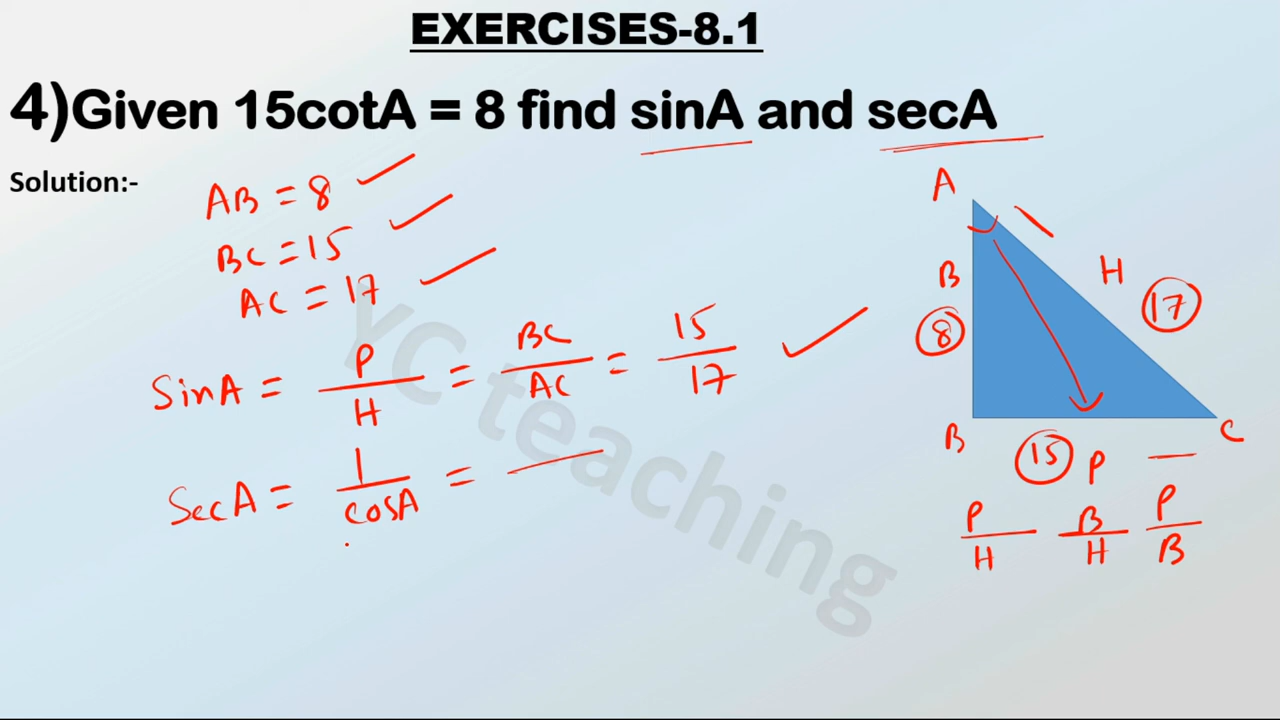 EXERCISES-8.1
4)Given 15cotA = 8 find sinA and secA
Solution:-
AB = 8
BC = 15
AC = 17
SinA = P/H = BC/AC = 15/17
SecA = 1/cosA =
YC teaching
A
B
H
8
17
B
C
15
P
P/H B/H P/B